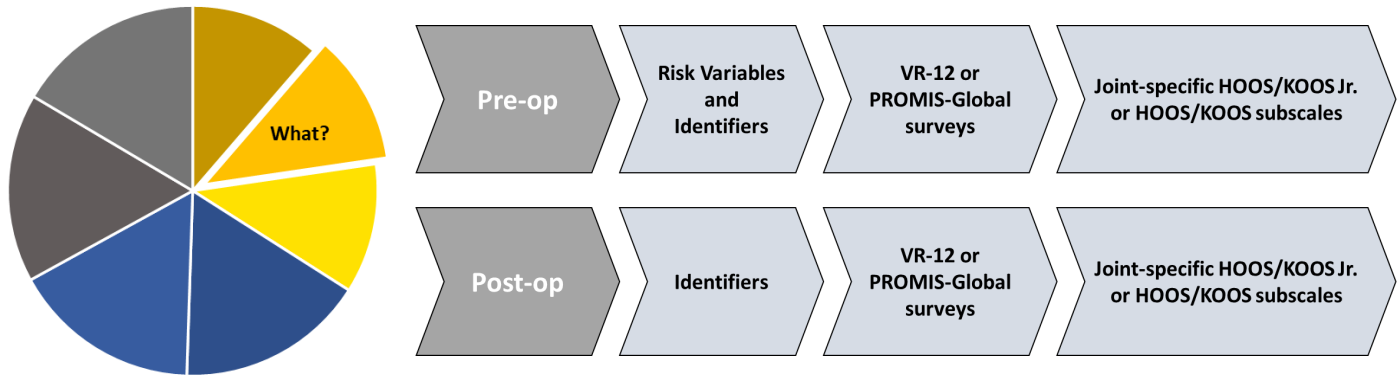 What?
Pre-op
Risk Variables
and
Identifiers
VR-12 or
PROMIS-Global
surveys
Joint-specific HOOS/KOOS Jr.
or HOOS/KOOS subscales
Post-op
Identifiers
VR-12 or
PROMIS-Global
surveys
Joint-specific HOOS/KOOS Jr.
or HOOS/KOOS subscales